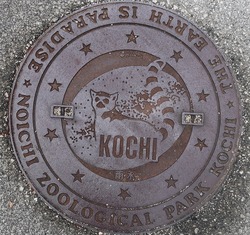 NOICHI ZOOLOGICAL PARK KOCHI THE EARTH IS PARADISE
KOCHI